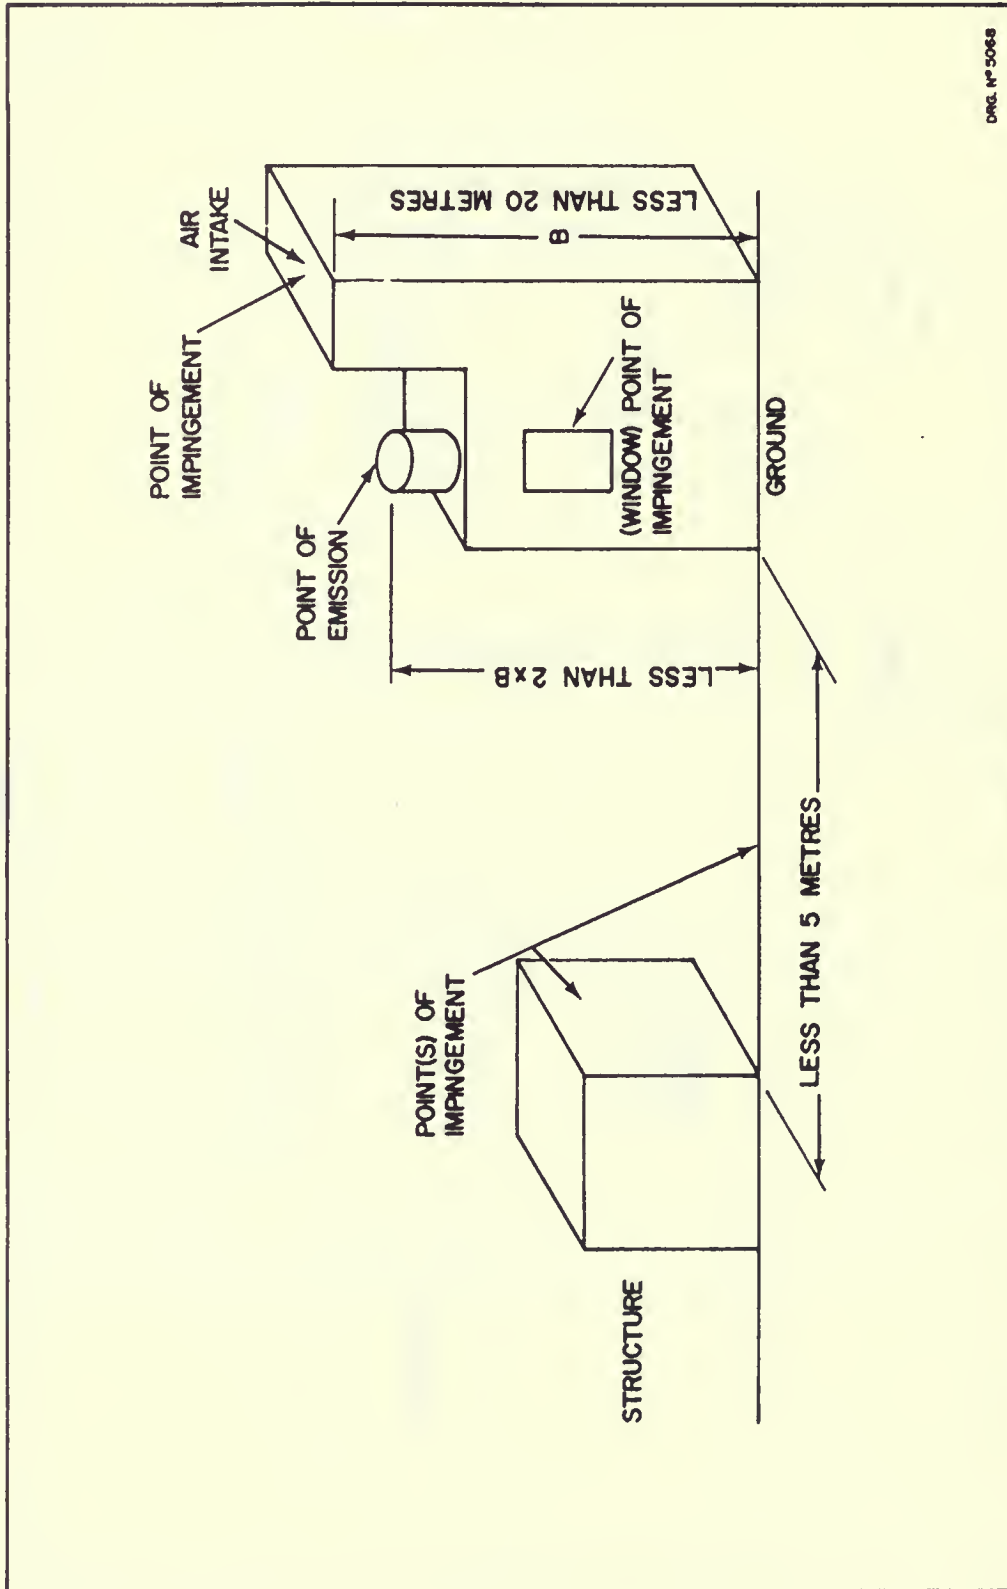 POINT OF
IMPINGEMENT
AIR
INTAKE
POINT OF
EMISSION
LESS THAN 20 METRES
B
(WINDOW) POINT OF
IMPINGEMENT
LESS THAN 2xB
GROUND
POINT(S) OF
IMPINGEMENT
STRUCTURE
LESS THAN 5 METRES
DRG. Nº 5068